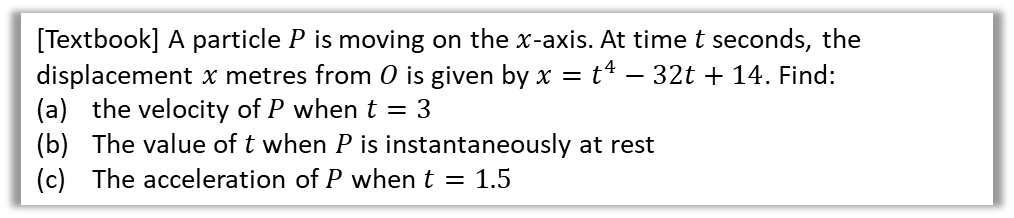 [Textbook] A particle P is moving on the x-axis. At time t seconds, the
displacement x metres from O is given by x = t⁴ − 32t + 14. Find:
(a) the velocity of P when t = 3
(b) The value of t when P is instantaneously at rest
(c) The acceleration of P when t = 1.5